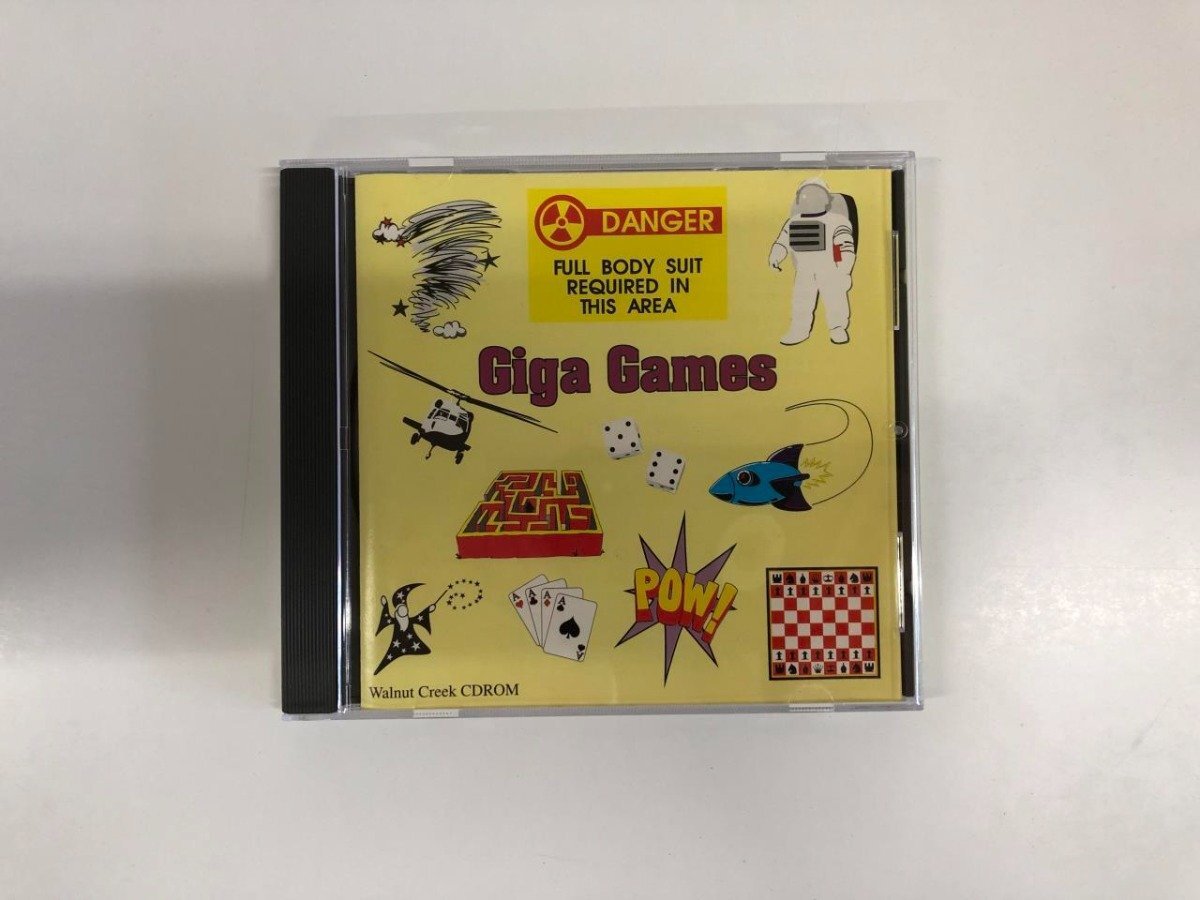 DANGER
FULL BODY SUIT
REQUIRED IN
THIS AREA
Giga Games
POW!
A
A
A
A
Walnut Creek CDROM